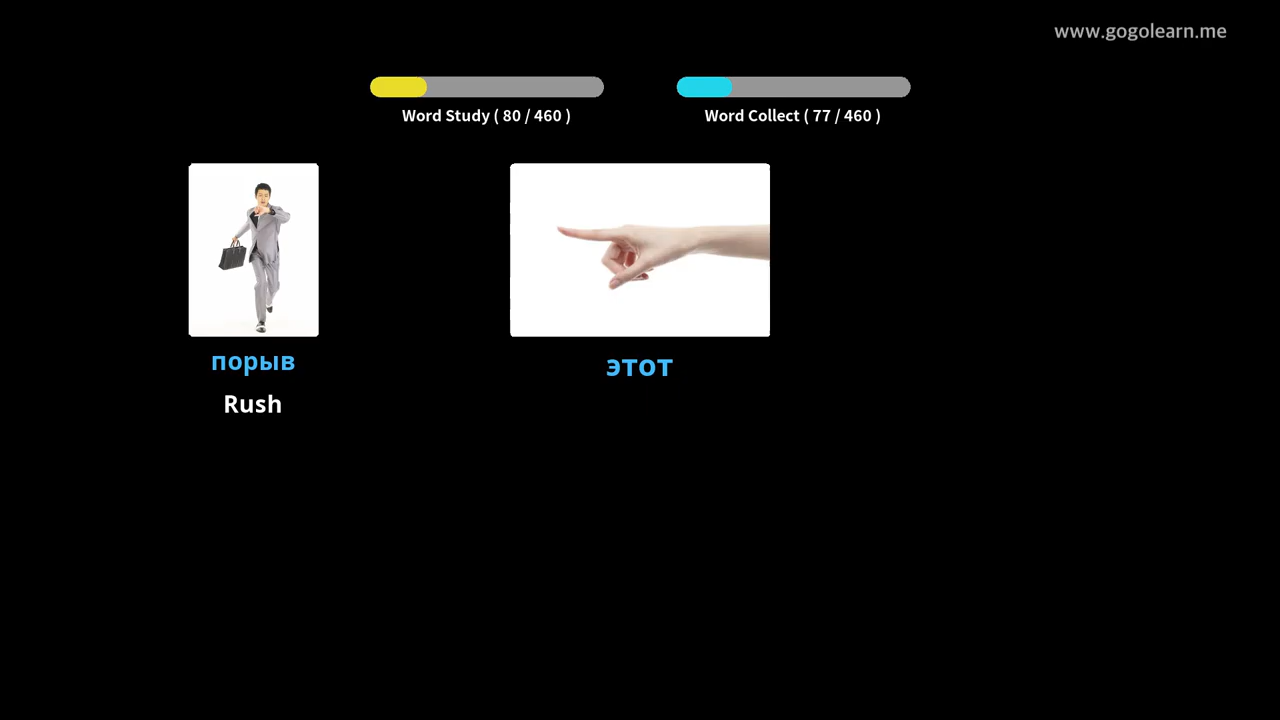 www.gogolearn.me
Word Study ( 80 / 460 )
Word Collect ( 77 / 460 )
порыв
Rush
этот